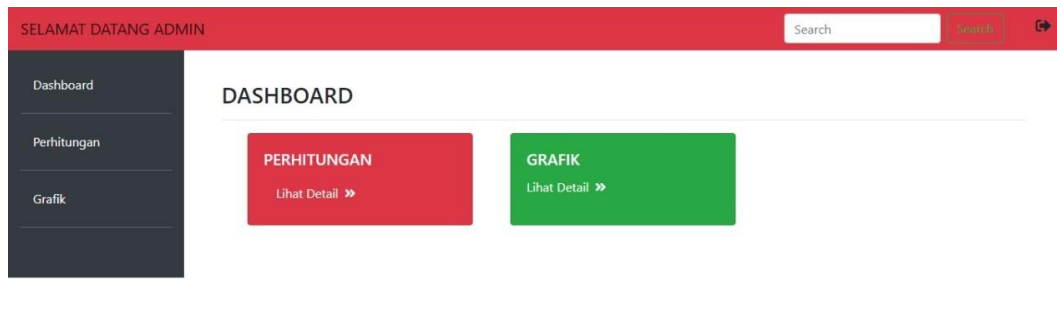 SELAMAT DATANG ADMIN
Search
Search
Dashboard
Perhitungan
Grafik
DASHBOARD
PERHITUNGAN
Lihat Detail »
GRAFIK
Lihat Detail »